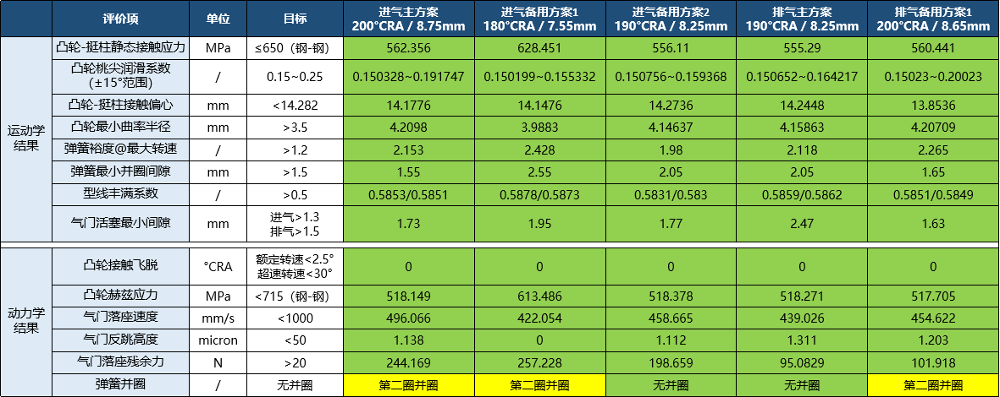 评价项 单位 目标 进气主方案 进气备用方案1 进气备用方案2 排气主方案 排气备用方案1
200°CRA / 8.75mm 180°CRA / 7.55mm 190°CRA / 8.25mm 190°CRA / 8.25mm 200°CRA / 8.65mm
运动学
结果
凸轮-挺柱静态接触应力 MPa ≤650（钢-钢） 562.356 628.451 556.11 555.29 560.441
凸轮桃尖润滑系数
(±15°范围) / 0.15~0.25 0.150328~0.191747 0.150199~0.155332 0.150756~0.159368 0.150652~0.164217 0.15023~0.20023
凸轮-挺柱接触偏心 mm <14.282 14.1776 14.1476 14.2736 14.2448 13.8536
凸轮最小曲率半径 mm >3.5 4.2098 3.9883 4.14637 4.15863 4.20709
弹簧裕度@最大转速 / >1.2 2.153 2.428 1.98 2.118 2.265
弹簧最小并圈间隙 mm >1.5 1.55 2.55 2.05 2.05 1.65
型线丰满系数 / >0.5 0.5853/0.5851 0.5878/0.5873 0.5831/0.583 0.5859/0.5862 0.5851/0.5849
气门活塞最小间隙 mm 进气>1.3
排气>1.5 1.73 1.95 1.77 2.47 1.63
动力学
结果
凸轮接触飞脱 °CRA 额定转速<2.5°
超速转速<30° 0 0 0 0 0
凸轮赫兹应力 MPa <715（钢-钢） 518.149 613.486 518.378 518.271 517.705
气门落座速度 mm/s <1000 496.066 422.054 458.665 439.026 454.622
气门反跳高度 micron <50 1.138 0 1.112 1.311 1.203
气门落座残余力 N >20 244.169 257.228 198.659 95.0829 101.918
弹簧并圈 / 无并圈 第二圈并圈 第二圈并圈 无并圈 无并圈 第二圈并圈